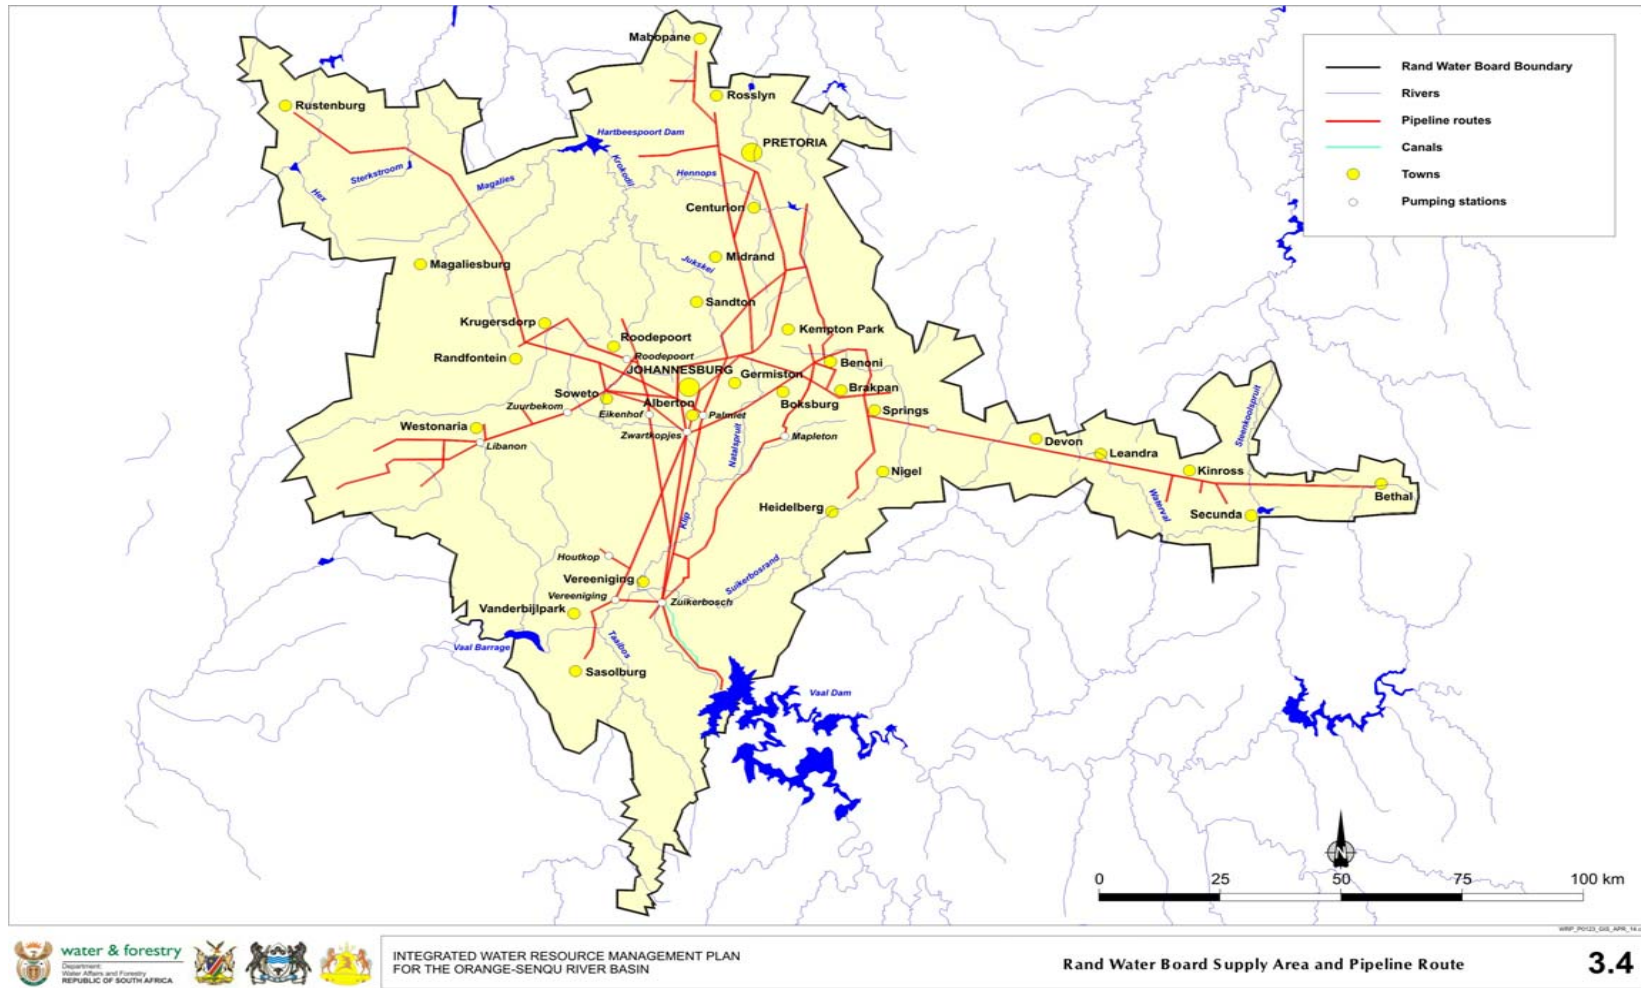 Mabopane
Rosslyn
Rustenburg
Hartbeespoort Dam
PRETORIA
Krokodil
Sterkstroom
Hennops
Magalies
Hex
Centurion
Midrand
Jukskei
Magaliesburg
Sandton
Krugersdorp
Kempton Park
Roodepoort
Roodepoort
Randfontein
Benoni
JOHANNESBURG
Germiston
Brakpan
Soweto
Alberton
Boksburg
Zuurbekom
Eikenhof
Palmiet
Springs
Westonaria
Zwartkopjes
Mapleton
Libanon
Natalspruit
Steenkoolspruit
Devon
Leandra
Nigel
Kinross
Bethal
Heidelberg
Waterval
Secunda
Klip
Houtkop
Vereeniging
Suikerbosrand
Vereeniging
Zuikerbosch
Vanderbijlpark
Vaal Barrage
Taaibos
Sasolburg
Vaal Dam
Rand Water Board Boundary
Rivers
Pipeline routes
Canals
Towns
Pumping stations
N
0 25 50 75 100 km
water & forestry
Department:
Water Affairs and Forestry
REPUBLIC OF SOUTH AFRICA
INTEGRATED WATER RESOURCE MANAGEMENT PLAN
FOR THE ORANGE-SENQU RIVER BASIN
Rand Water Board Supply Area and Pipeline Route
3.4